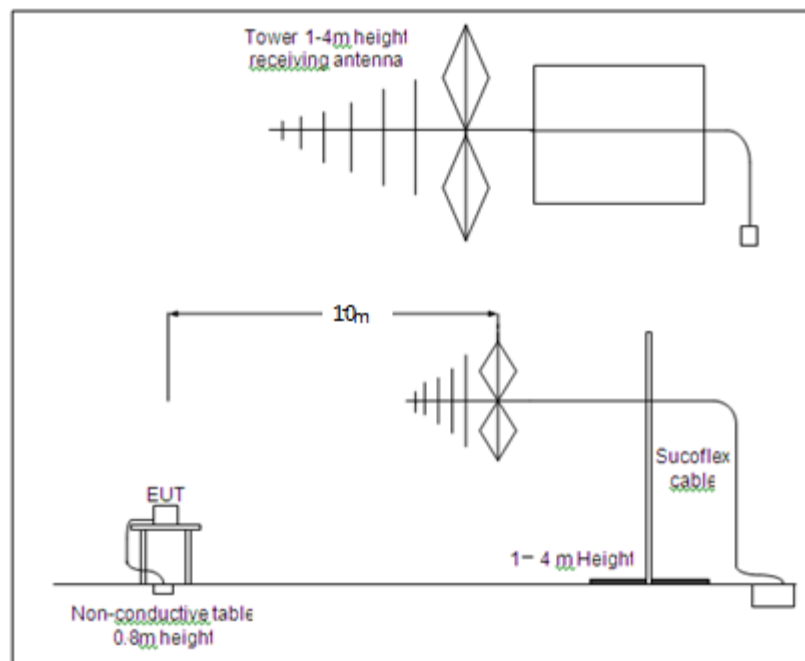 Tower 1-4m height
receiving antenna
10m
EUT
Sucoflex
cable
1– 4 m Height
Non-conductive table
0.8m height